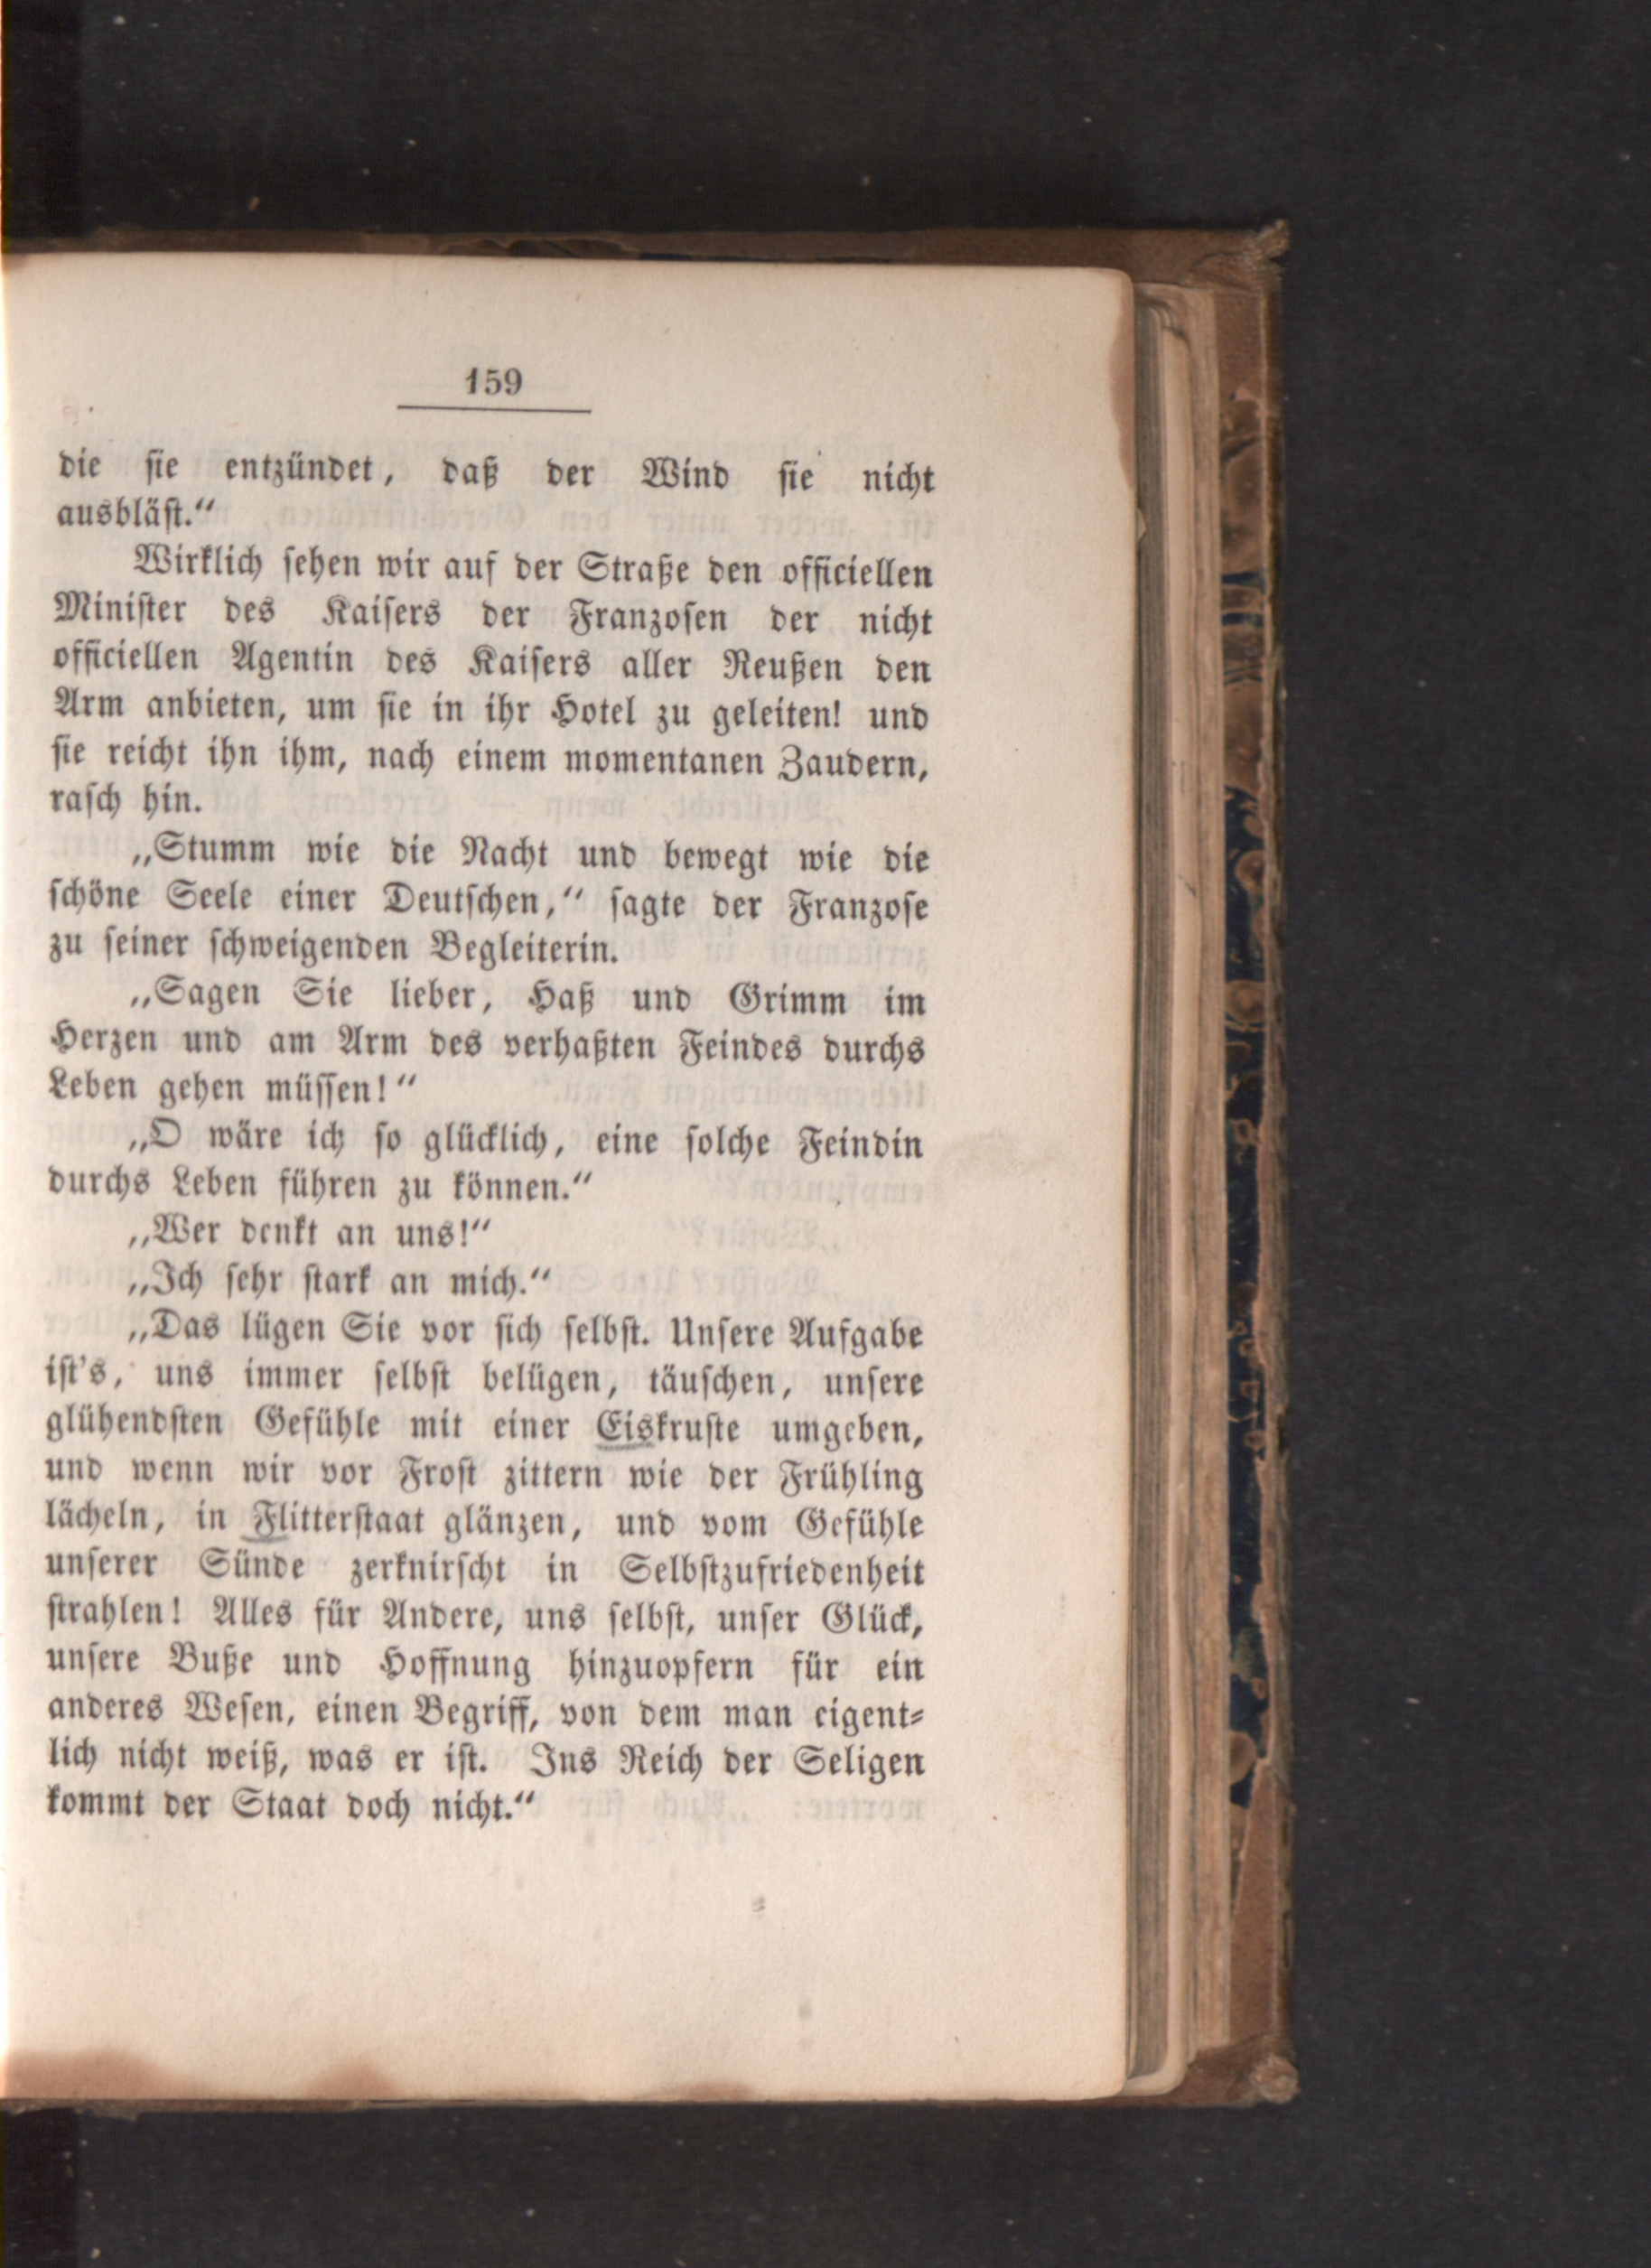 159
die sie entzündet, daß der Wind sie nicht
ausbläst.“
Wirklich sehen wir auf der Straße den officiellen
Minister des Kaisers der Franzosen der nicht
officiellen Agentin des Kaisers aller Reußen den
Arm anbieten, um sie in ihr Hotel zu geleiten! und
sie reicht ihn ihm, nach einem momentanen Zaudern,
rasch hin.
„Stumm wie die Nacht und bewegt wie die
schöne Seele einer Deutschen,“ sagte der Franzose
zu seiner schweigenden Begleiterin.
„Sagen Sie lieber, Haß und Grimm im
Herzen und am Arm des verhaßten Feindes durchs
Leben gehen müssen!“
„O wäre ich so glücklich, eine solche Feindin
durchs Leben führen zu können.“
„Wer denkt an uns!“
„Ich sehr stark an mich.“
„Das lügen Sie vor sich selbst. Unsere Aufgabe
ist's, uns immer selbst belügen, täuschen, unsere
glühendsten Gefühle mit einer Eiskruste umgeben,
und wenn wir vor Frost zittern wie der Frühling
lächeln, in Flitterstaat glänzen, und vom Gefühle
unserer Sünde zerknirscht in Selbstzufriedenheit
strahlen! Alles für Andere, uns selbst, unser Glück,
unsere Buße und Hoffnung hinzuopfern für ein
anderes Wesen, einen Begriff, von dem man eigent-
lich nicht weiß, was er ist. Ins Reich der Seligen
kommt der Staat doch nicht.“